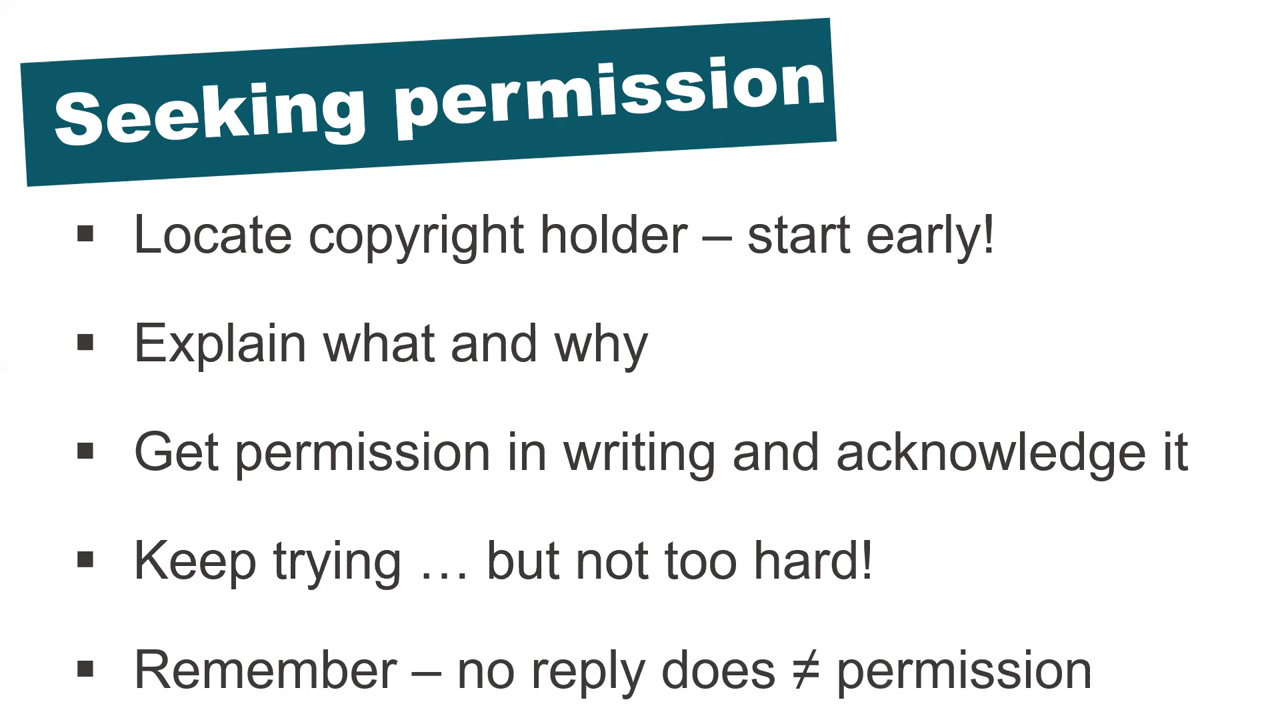 Seeking permission
▪ Locate copyright holder – start early!
▪ Explain what and why
▪ Get permission in writing and acknowledge it
▪ Keep trying … but not too hard!
▪ Remember – no reply does ≠ permission